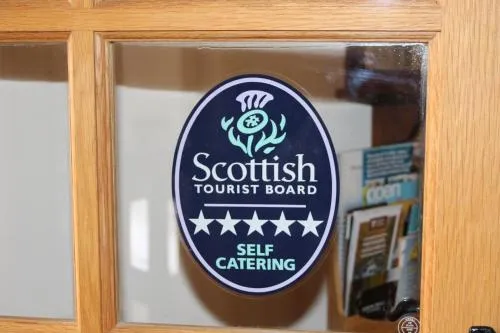 Scottish
TOURIST BOARD
SELF
CATERING